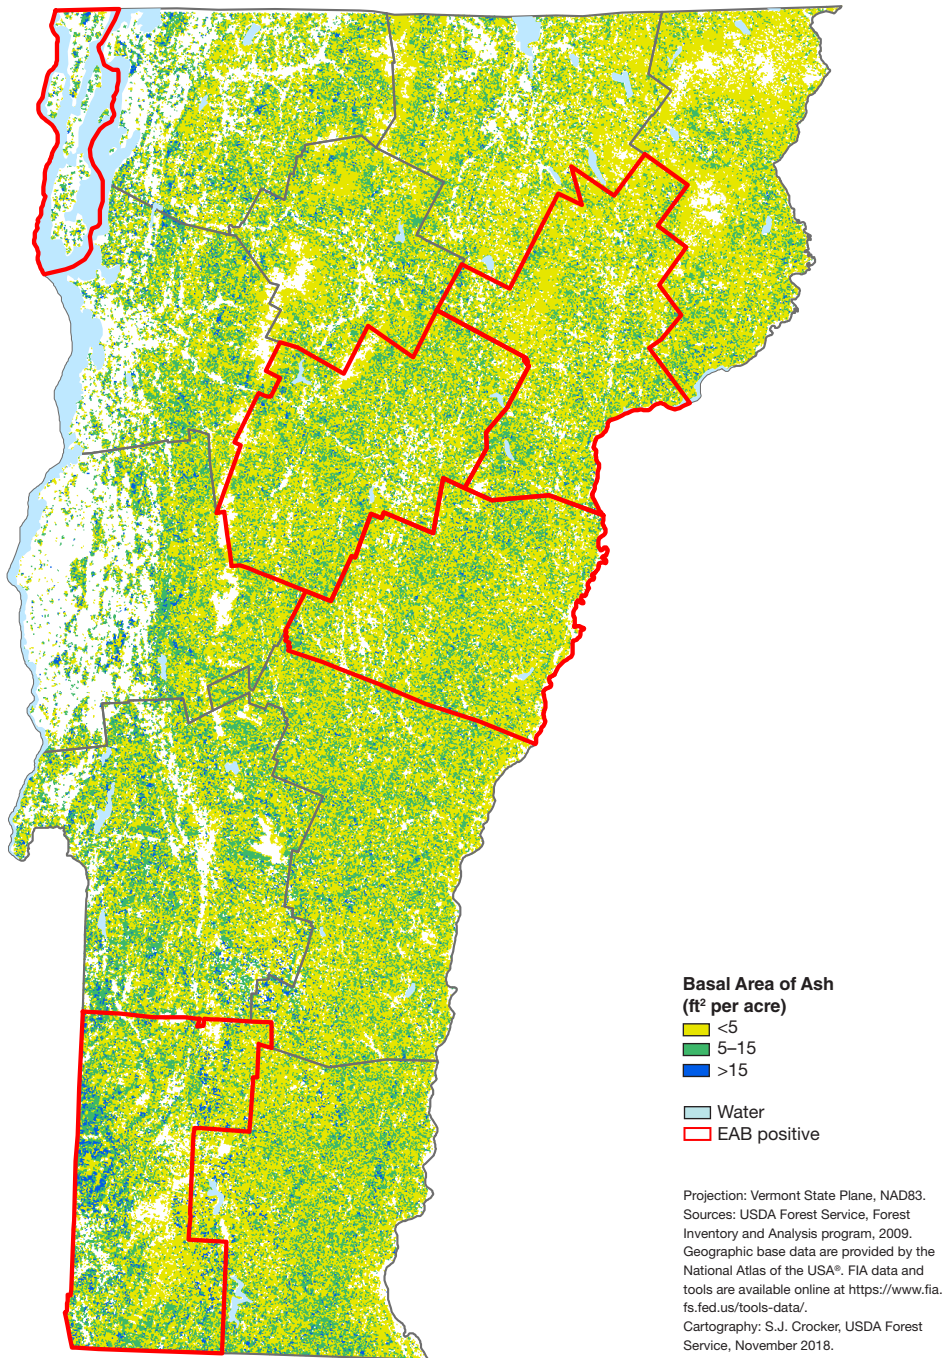 Basal Area of Ash
(ft² per acre)
<5
5–15
>15
Water
EAB positive
Projection: Vermont State Plane, NAD83.
Sources: USDA Forest Service, Forest
Inventory and Analysis program, 2009.
Geographic base data are provided by the
National Atlas of the USA®. FIA data and
tools are available online at https://www.fia.
fs.fed.us/tools-data/.
Cartography: S.J. Crocker, USDA Forest
Service, November 2018.